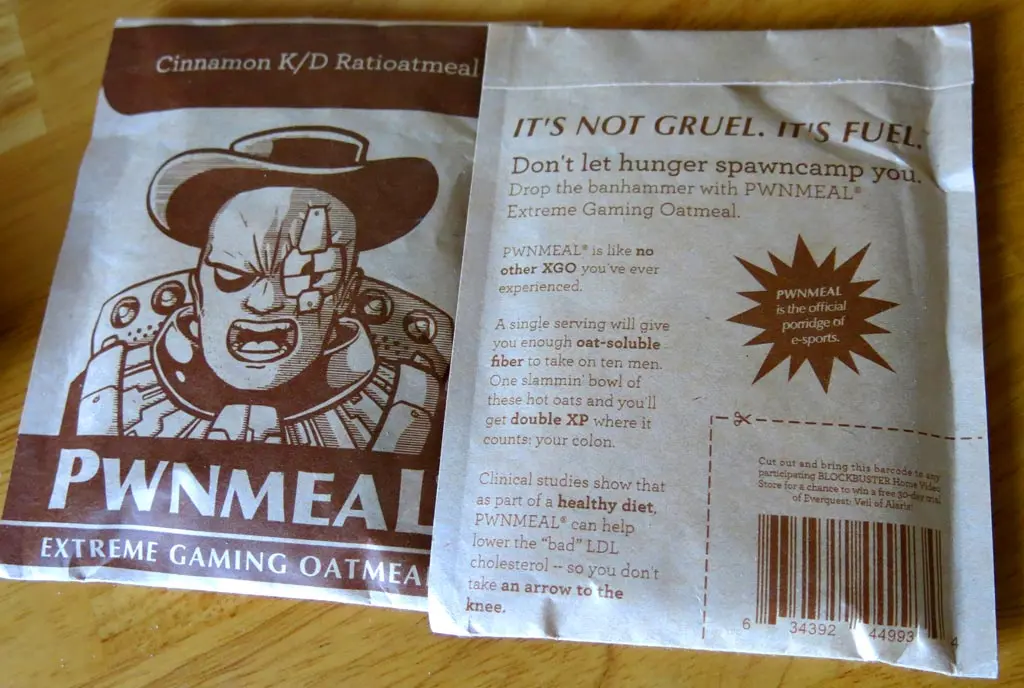 Cinnamon K/D Ratioatmeal
PWNMEAL
EXTREME GAMING OATMEA
IT'S NOT GRUEL. IT'S FUEL.
Don't let hunger spawncamp you.
Drop the banhammer with PWNMEAL®
Extreme Gaming Oatmeal.
PWNMEAL® is like no
other XGO you've ever
experienced.
A single serving will give
you enough oat-soluble
fiber to take on ten men.
One slammin' bowl of
these hot oats and you'll
get double XP where it
counts: your colon.
Clinical studies show that
as part of a healthy diet,
PWNMEAL® can help
lower the "bad" LDL
cholesterol -- so you don't
take an arrow to the
knee.
PWNMEAL
is the official
porridge of
e-sports.
Cut out and bring this barcode to any
participating BLOCKBUSTER Home Video
Store for a chance to win a free 30-day trial
of Everquest: Veil of Alaris!
6 34392 44993 4